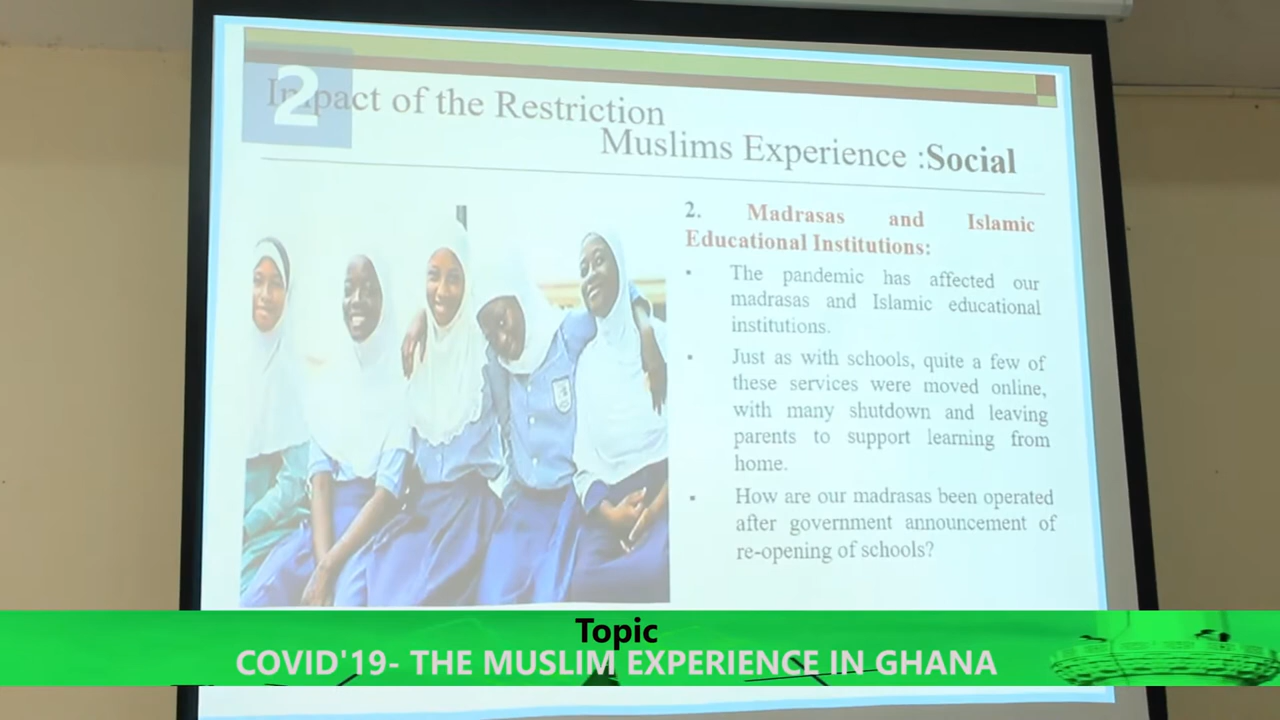 2
Impact of the Restriction
Muslims Experience :Social
2. Madrasas and Islamic
Educational Institutions:
▪ The pandemic has affected our
madrasas and Islamic educational
institutions.
▪ Just as with schools, quite a few of
these services were moved online,
with many shutdown and leaving
parents to support learning from
home.
▪ How are our madrasas been operated
after government announcement of
re-opening of schools?
Topic
COVID'19- THE MUSLIM EXPERIENCE IN GHANA